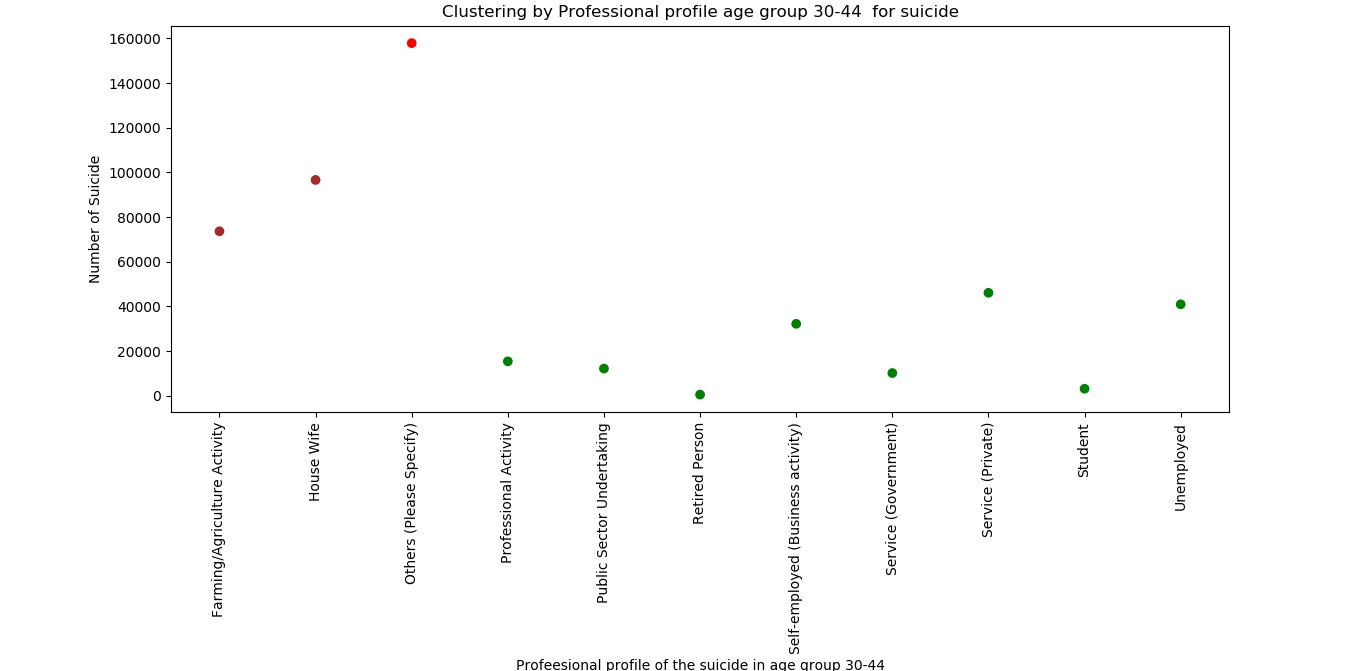 Clustering by Professional profile age group 30-44  for suicide
160000
140000
120000
100000
80000
60000
40000
20000
0
Number of Suicide
Farming/Agriculture Activity
House Wife
Others (Please Specify)
Professional Activity
Public Sector Undertaking
Retired Person
Self-employed (Business activity)
Service (Government)
Service (Private)
Student
Unemployed
Profeesional profile of the suicide in age group 30-44